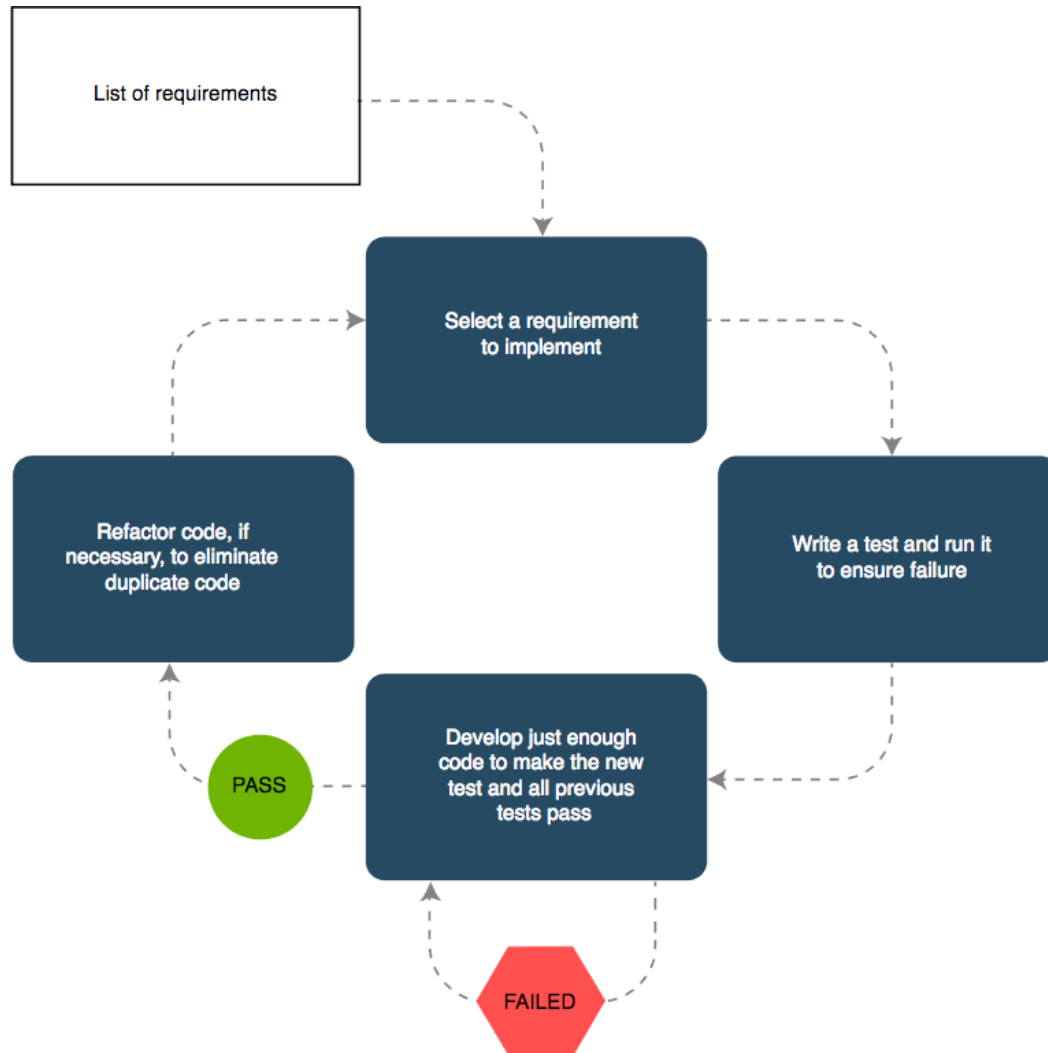 List of requirements
Select a requirement
to implement
Write a test and run it
to ensure failure
Develop just enough
code to make the new
test and all previous
tests pass
FAILED
PASS
Refactor code, if
necessary, to eliminate
duplicate code